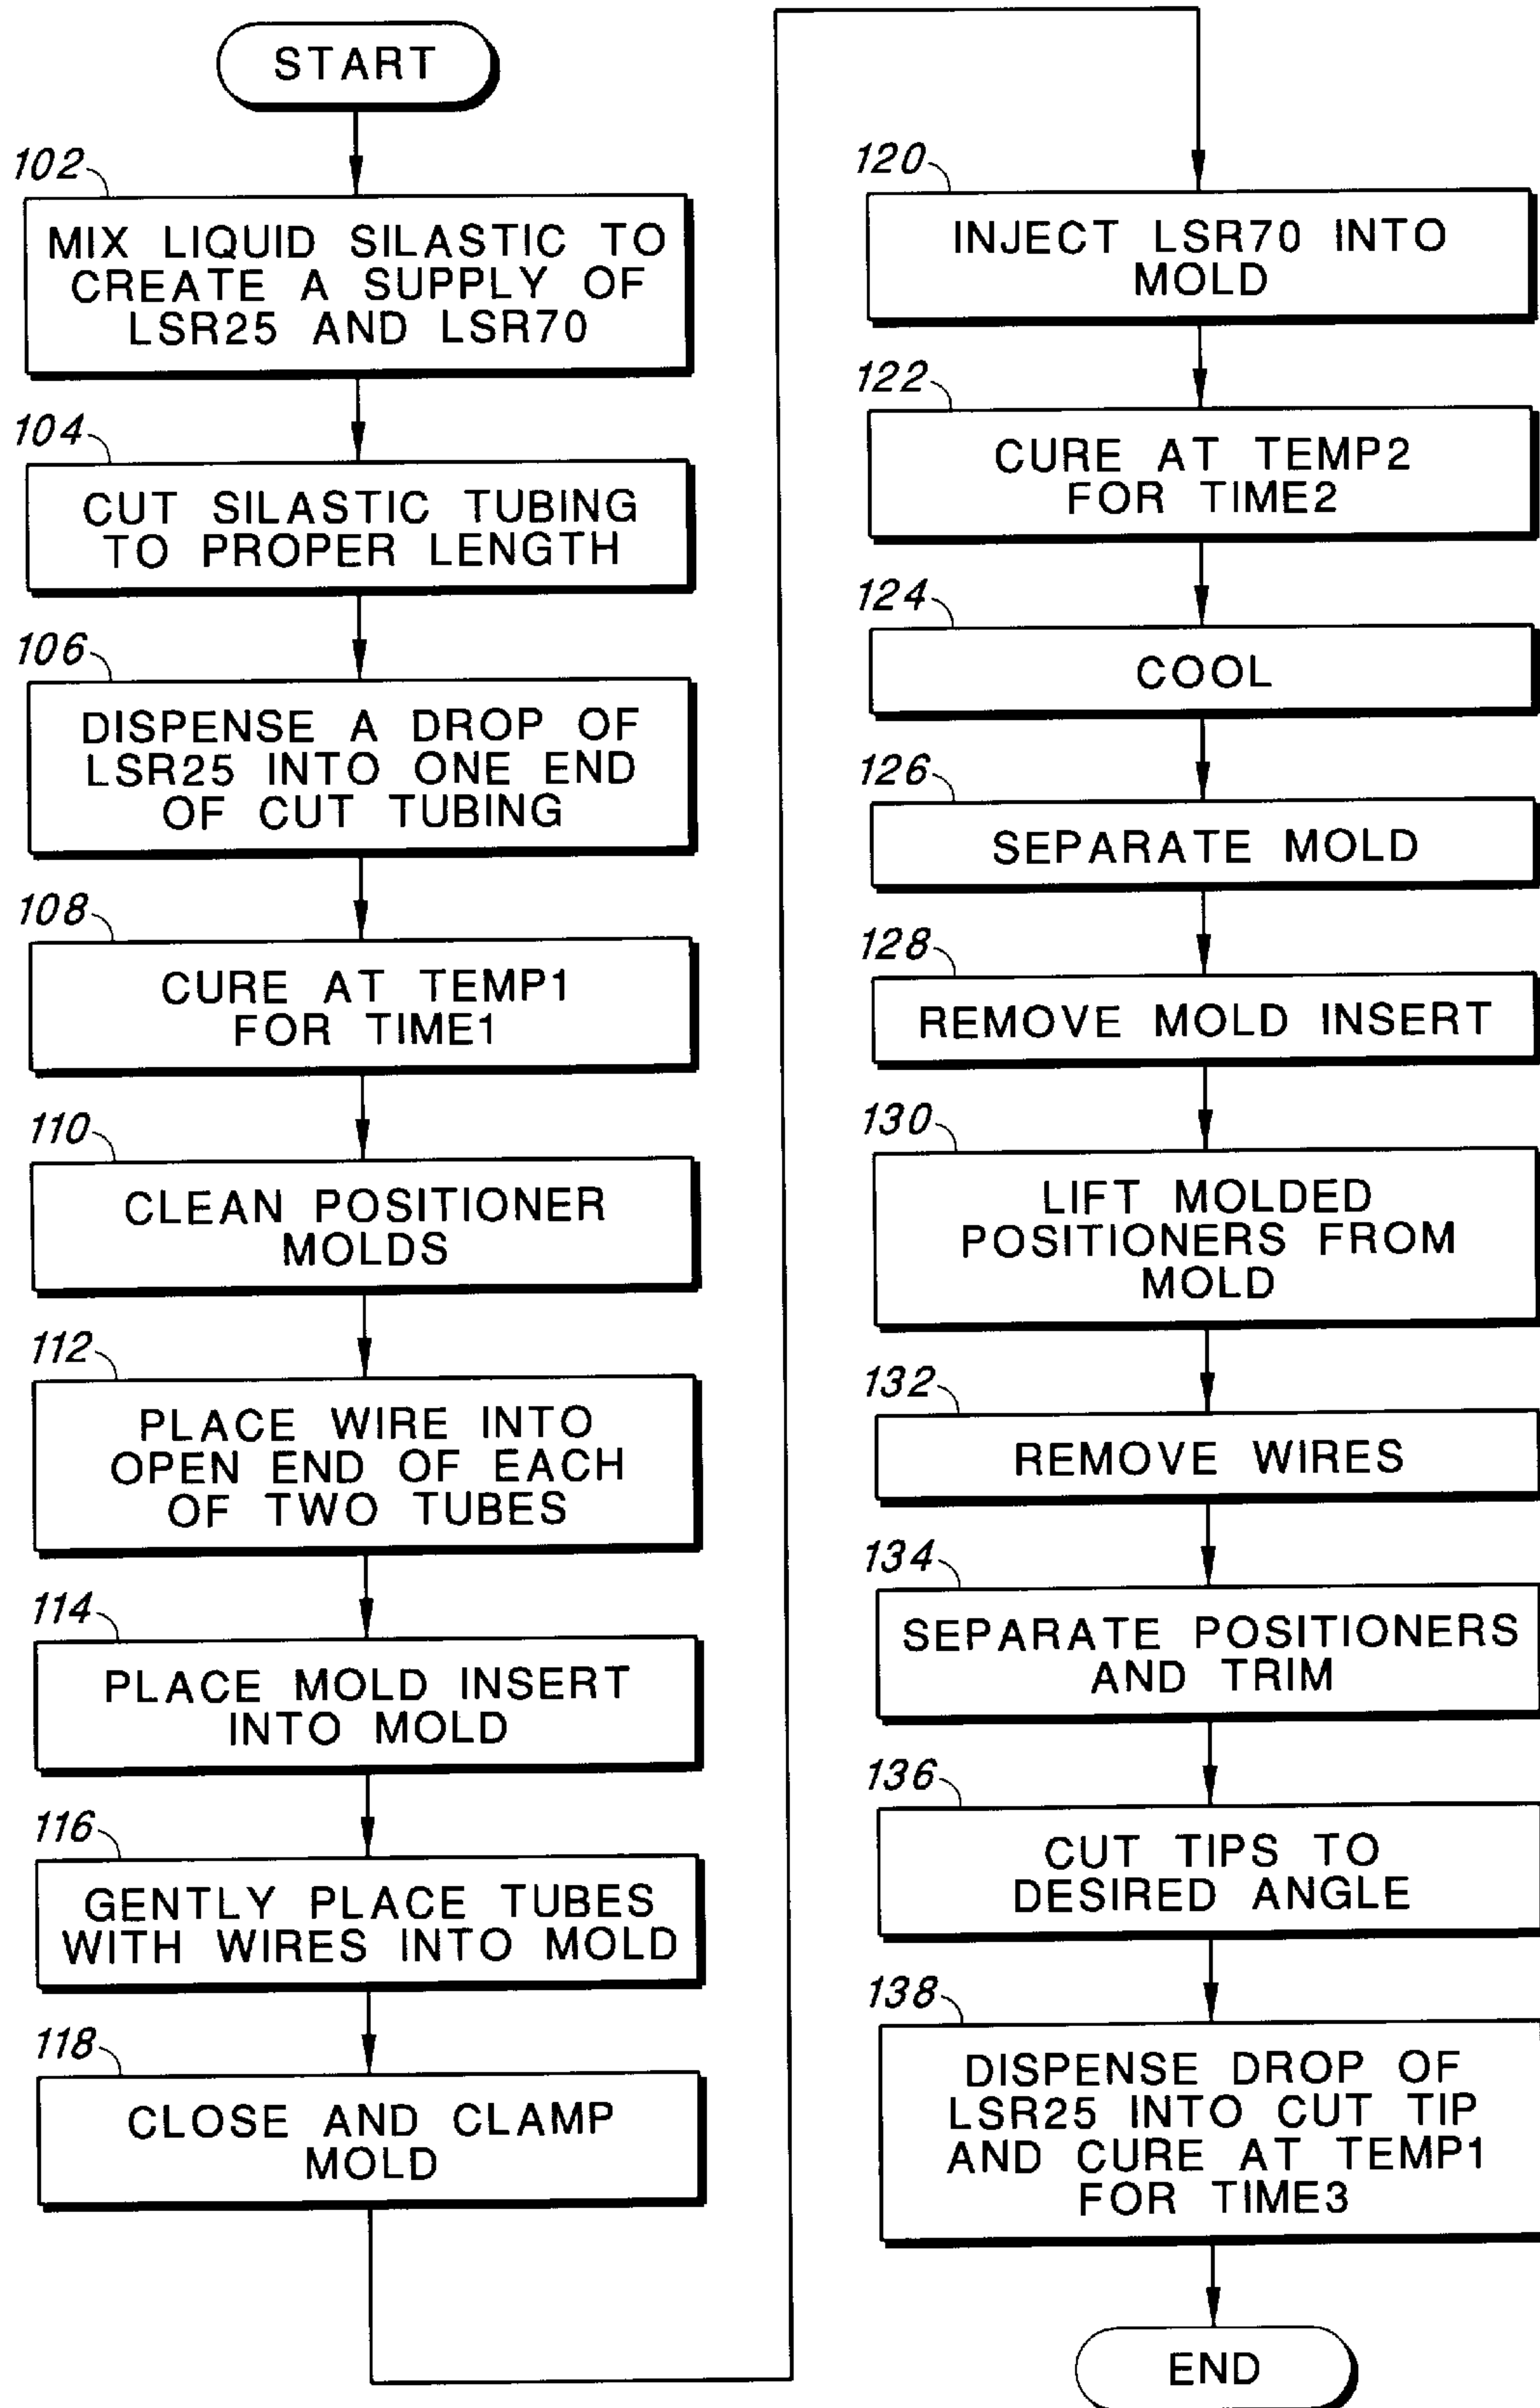 START
102
MIX LIQUID SILASTIC TO
CREATE A SUPPLY OF
LSR25 AND LSR70
104
CUT SILASTIC TUBING
TO PROPER LENGTH
106
DISPENSE A DROP OF
LSR25 INTO ONE END
OF CUT TUBING
108
CURE AT TEMP1
FOR TIME1
110
CLEAN POSITIONER
MOLDS
112
PLACE WIRE INTO
OPEN END OF EACH
OF TWO TUBES
114
PLACE MOLD INSERT
INTO MOLD
116
GENTLY PLACE TUBES
WITH WIRES INTO MOLD
118
CLOSE AND CLAMP
MOLD
120
INJECT LSR70 INTO
MOLD
122
CURE AT TEMP2
FOR TIME2
124
COOL
126
SEPARATE MOLD
128
REMOVE MOLD INSERT
130
LIFT MOLDED
POSITIONERS FROM
MOLD
132
REMOVE WIRES
134
SEPARATE POSITIONERS
AND TRIM
136
CUT TIPS TO
DESIRED ANGLE
138
DISPENSE DROP OF
LSR25 INTO CUT TIP
AND CURE AT TEMP1
FOR TIME3
END